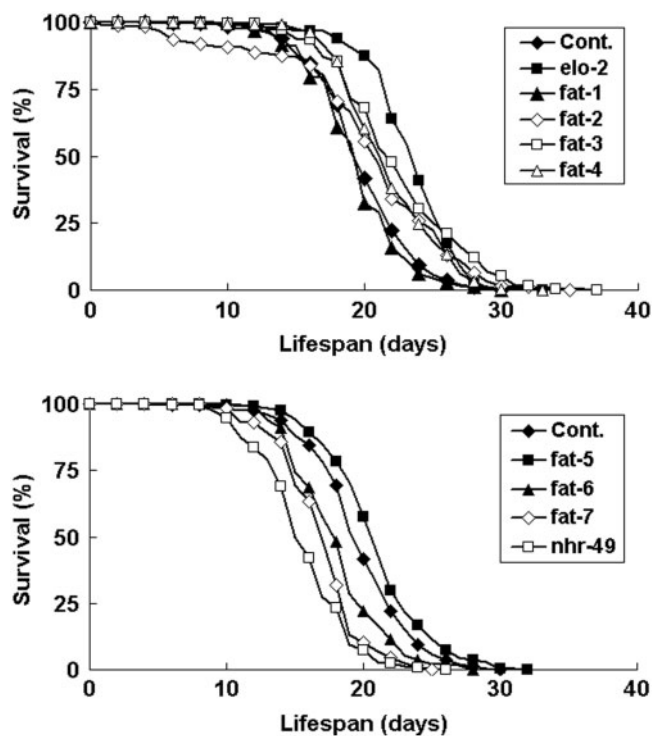 100
75
50
25
0
Survival (%)
Cont.
elo-2
fat-1
fat-2
fat-3
fat-4
0 10 20 30 40
Lifespan (days)
100
75
50
25
0
Survival (%)
Cont.
fat-5
fat-6
fat-7
nhr-49
0 10 20 30 40
Lifespan (days)